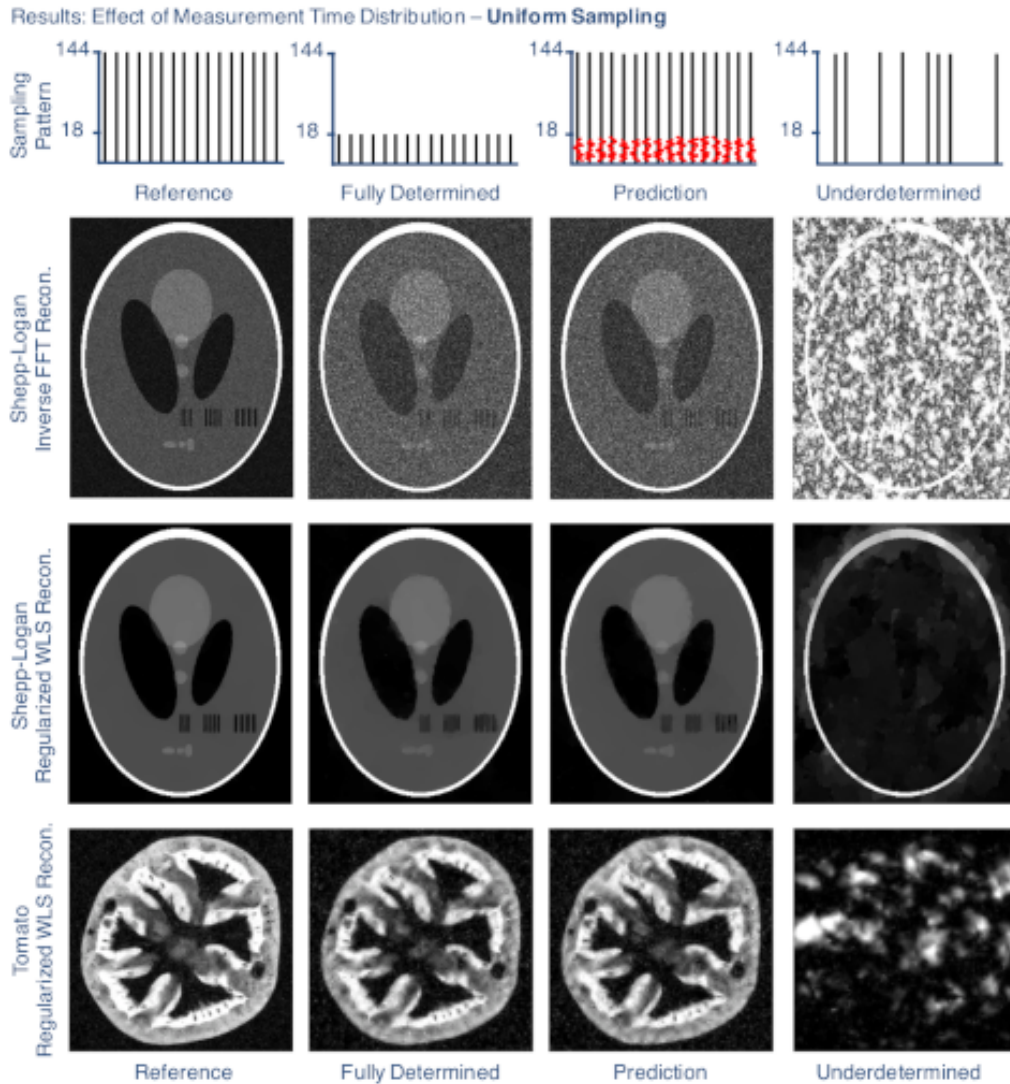 Results: Effect of Measurement Time Distribution – Uniform Sampling
144
18
144
18
144
18
144
18
Sampling
Pattern
Reference
Fully Determined
Prediction
Underdetermined
Shepp-Logan
Inverse FFT Recon.
Shepp-Logan
Regularized WLS Recon.
Tomato
Regularized WLS Recon.
Reference
Fully Determined
Prediction
Underdetermined